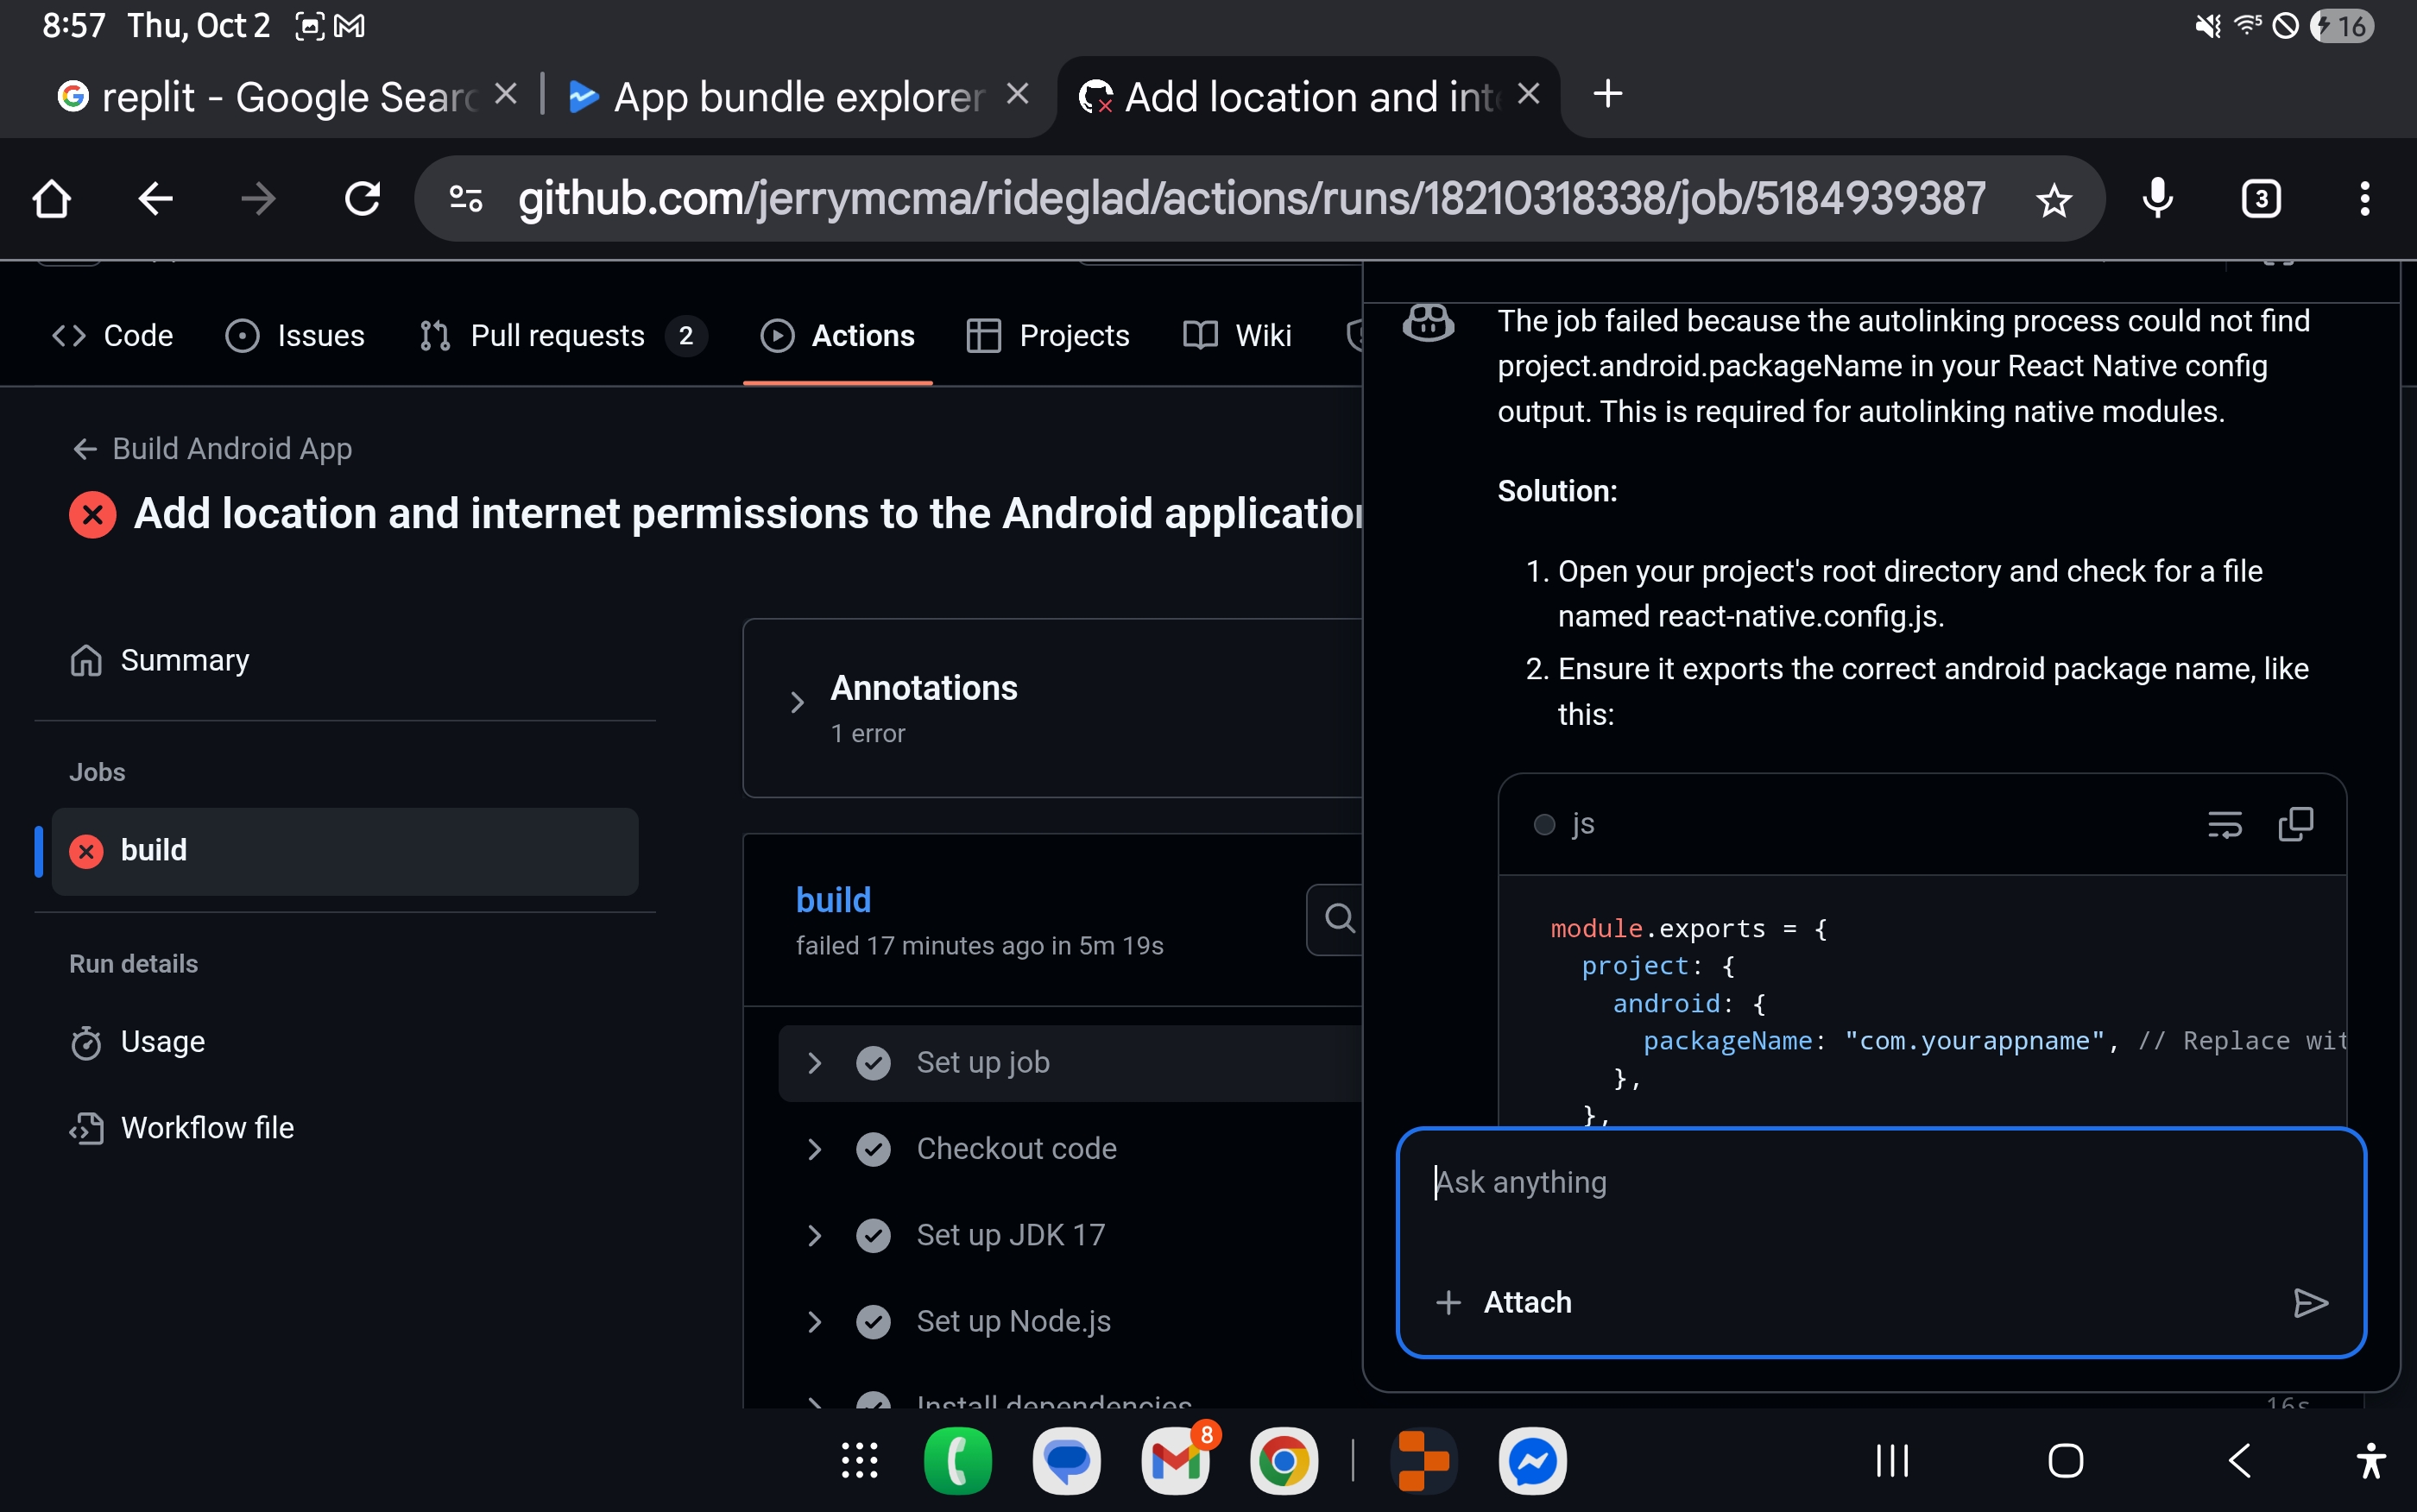 8:57 Thu, Oct 2
5
16
replit - Google Searc
App bundle explorer
Add location and int
github.com/jerrymcma/rideglad/actions/runs/18210318338/job/5184939387
3
Code
Issues
Pull requests 2
Actions
Projects
Wiki
Build Android App
Add location and internet permissions to the Android applicatio
Summary
Jobs
build
Run details
Usage
Workflow file
Annotations
1 error
build
failed 17 minutes ago in 5m 19s
Set up job
Checkout code
Set up JDK 17
Set up Node.js
Install dependencies
16s
The job failed because the autolinking process could not find
project.android.packageName in your React Native config
output. This is required for autolinking native modules.
Solution:
1. Open your project's root directory and check for a file
named react-native.config.js.
2. Ensure it exports the correct android package name, like
this:
js
module.exports = {
project: {
android: {
packageName: "com.yourappname", // Replace wit
},
},
Ask anything
Attach
8